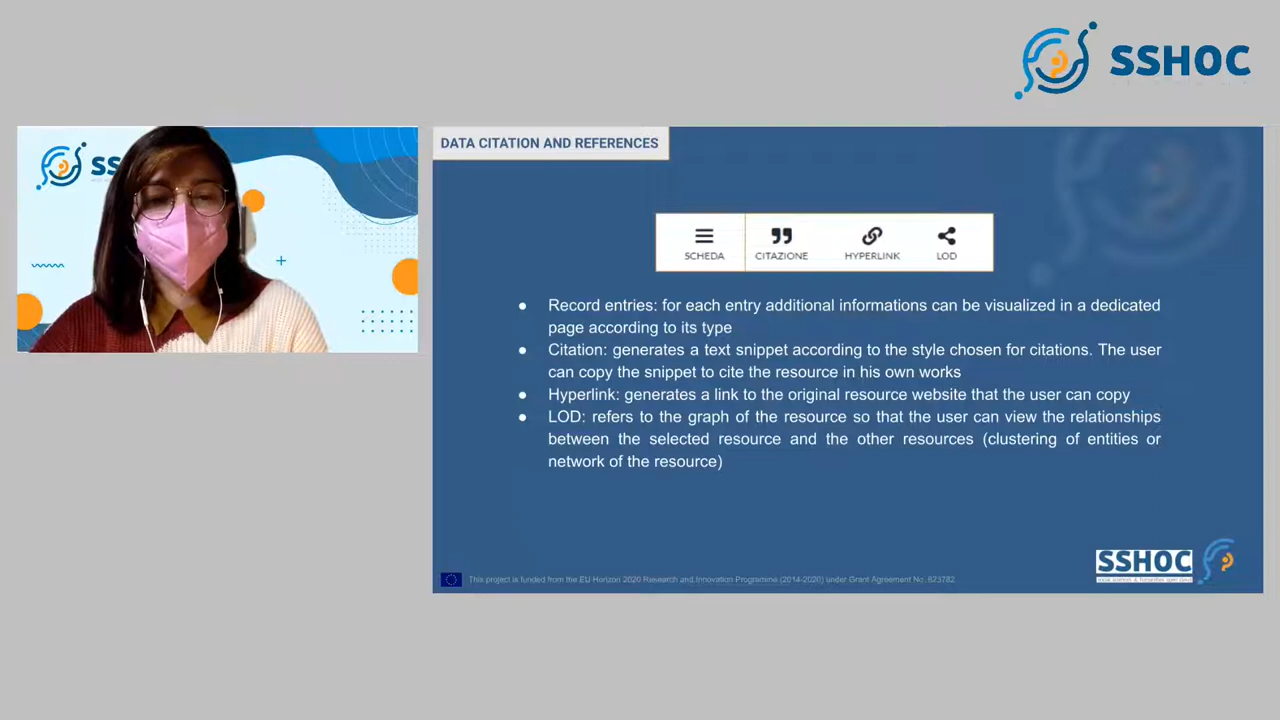 SSHOC
SS
DATA CITATION AND REFERENCES
SCHEDA
CITAZIONE
HYPERLINK
LOD
● Record entries: for each entry additional informations can be visualized in a dedicated
page according to its type
● Citation: generates a text snippet according to the style chosen for citations. The user
can copy the snippet to cite the resource in his own works
● Hyperlink: generates a link to the original resource website that the user can copy
● LOD: refers to the graph of the resource so that the user can view the relationships
between the selected resource and the other resources (clustering of entities or
network of the resource)
SSHOC
social sciences & humanities open cloud
This project is funded from the EU Horizon 2020 Research and Innovation Programme (2014-2020) under Grant Agreement No. 823782